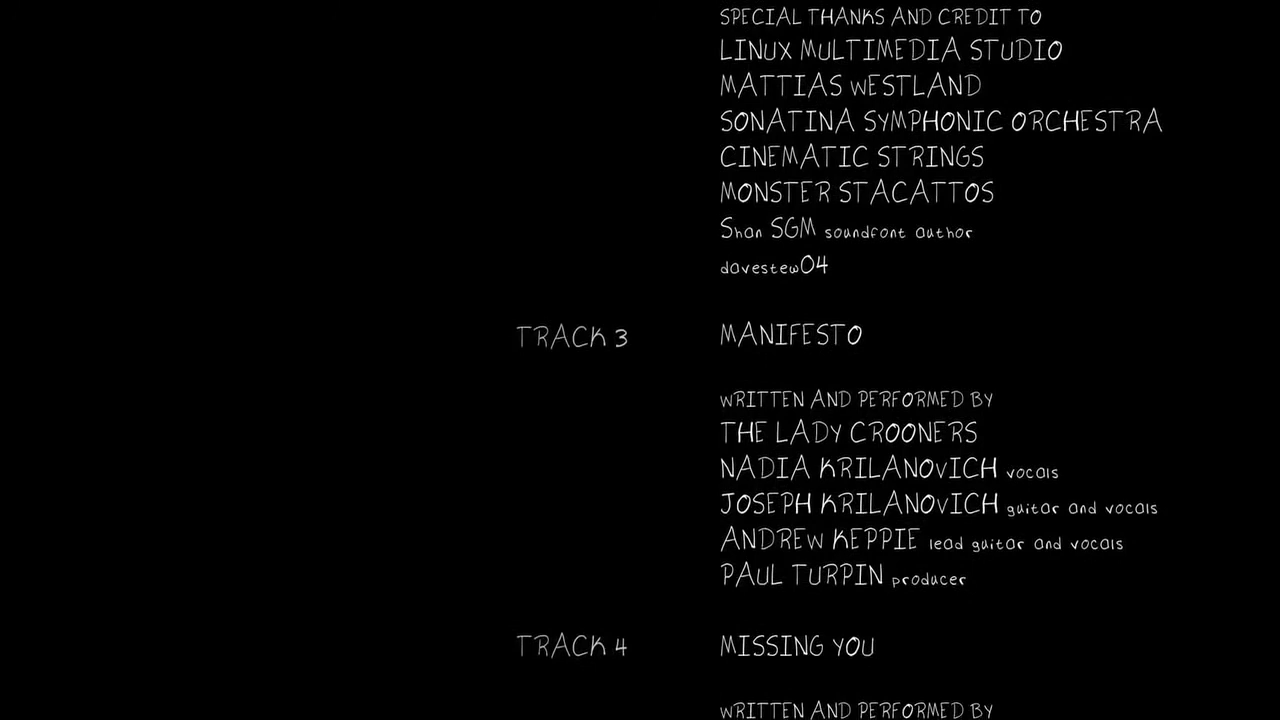 SPECIAL THANKS AND CREDIT TO
LINUX MULTIMEDIA STUDIO
MATTIAS WESTLAND
SONATINA SYMPHONIC ORCHESTRA
CINEMATIC STRINGS
MONSTER STACATTOS
Shan SGM soundfont author
davestew04
TRACK 3 MANIFESTO
WRITTEN AND PERFORMED BY
THE LADY CROONERS
NADIA KRILANOVICH vocals
JOSEPH KRILANOVICH guitar and vocals
ANDREW KEPPIE lead guitar and vocals
PAUL TURPIN producer
TRACK 4 MISSING YOU
WRITTEN AND PERFORMED BY